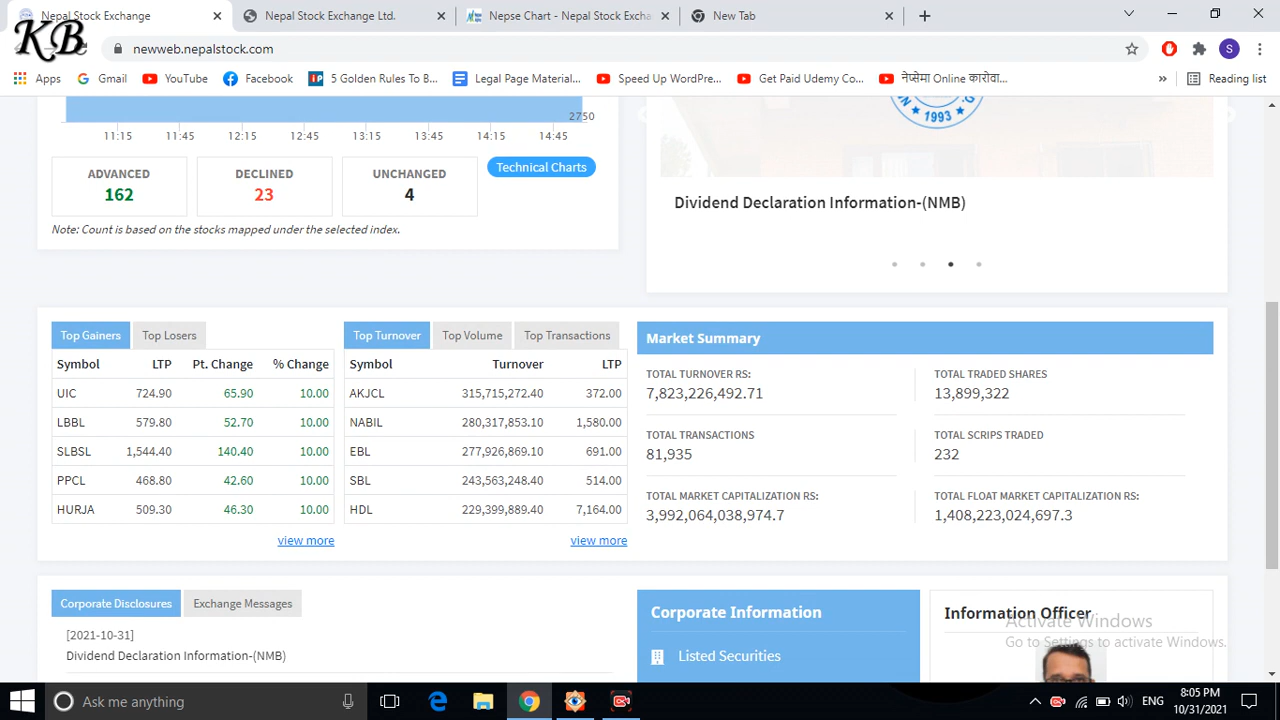 Nepal Stock Exchange
Nepal Stock Exchange Ltd.
Nepse Chart - Nepal Stock Excha
New Tab
KB
newweb.nepalstock.com
S
Apps
Gmail
YouTube
Facebook
5 Golden Rules To B...
Legal Page Material...
Speed Up WordPre...
Get Paid Udemy Co...
नेप्सेमा Online कारोवा...
Reading list
2750
11:15 11:45 12:15 12:45 13:15 13:45 14:15 14:45
1993
ADVANCED
162
DECLINED
23
UNCHANGED
4
Technical Charts
Note: Count is based on the stocks mapped under the selected index.
Dividend Declaration Information-(NMB)
Top Gainers Top Losers
Symbol LTP Pt. Change % Change
UIC 724.90 65.90 10.00
LBBL 579.80 52.70 10.00
SLBSL 1,544.40 140.40 10.00
PPCL 468.80 42.60 10.00
HURJA 509.30 46.30 10.00
view more
Top Turnover Top Volume Top Transactions
Symbol Turnover LTP
AKJCL 315,715,272.40 372.00
NABIL 280,317,853.10 1,580.00
EBL 277,926,869.10 691.00
SBL 243,563,248.40 514.00
HDL 229,399,889.40 7,164.00
view more
Market Summary
TOTAL TURNOVER RS:
7,823,226,492.71
TOTAL TRADED SHARES
13,899,322
TOTAL TRANSACTIONS
81,935
TOTAL SCRIPS TRADED
232
TOTAL MARKET CAPITALIZATION RS:
3,992,064,038,974.7
TOTAL FLOAT MARKET CAPITALIZATION RS:
1,408,223,024,697.3
Corporate Disclosures Exchange Messages
[2021-10-31]
Dividend Declaration Information-(NMB)
Corporate Information
Listed Securities
Information Officer
Activate Windows
Go to Settings to activate Windows.
Ask me anything
ENG
8:05 PM
10/31/2021